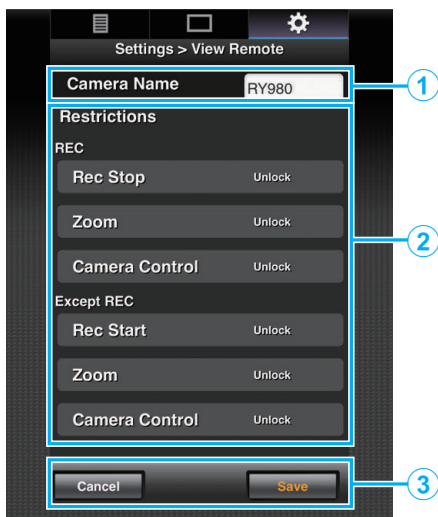 Settings > View Remote
Camera Name RY980
1
Restrictions
REC
Rec Stop Unlock
2
Zoom Unlock
Camera Control Unlock
Except REC
Rec Start Unlock
Zoom Unlock
Camera Control Unlock
Cancel Save
3